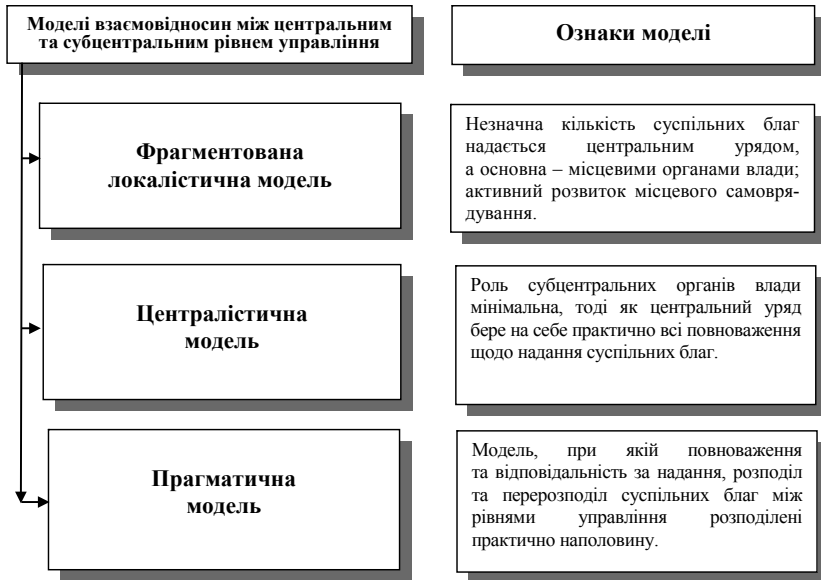 Моделі взаємовідносин між центральним
та субцентральним рівнем управління
Ознаки моделі
Фрагментована
локалістична модель
Незначна кількість суспільних благ
надається центральним урядом,
а основна – місцевими органами влади;
активний розвиток місцевого самовря-
дування.
Централістична
модель
Роль субцентральних органів влади
мінімальна, тоді як центральний уряд
бере на себе практично всі повноваження
щодо надання суспільних благ.
Прагматична
модель
Модель, при якій повноваження
та відповідальність за надання, розподіл
та перерозподіл суспільних благ між
рівнями управління розподілені
практично наполовину.